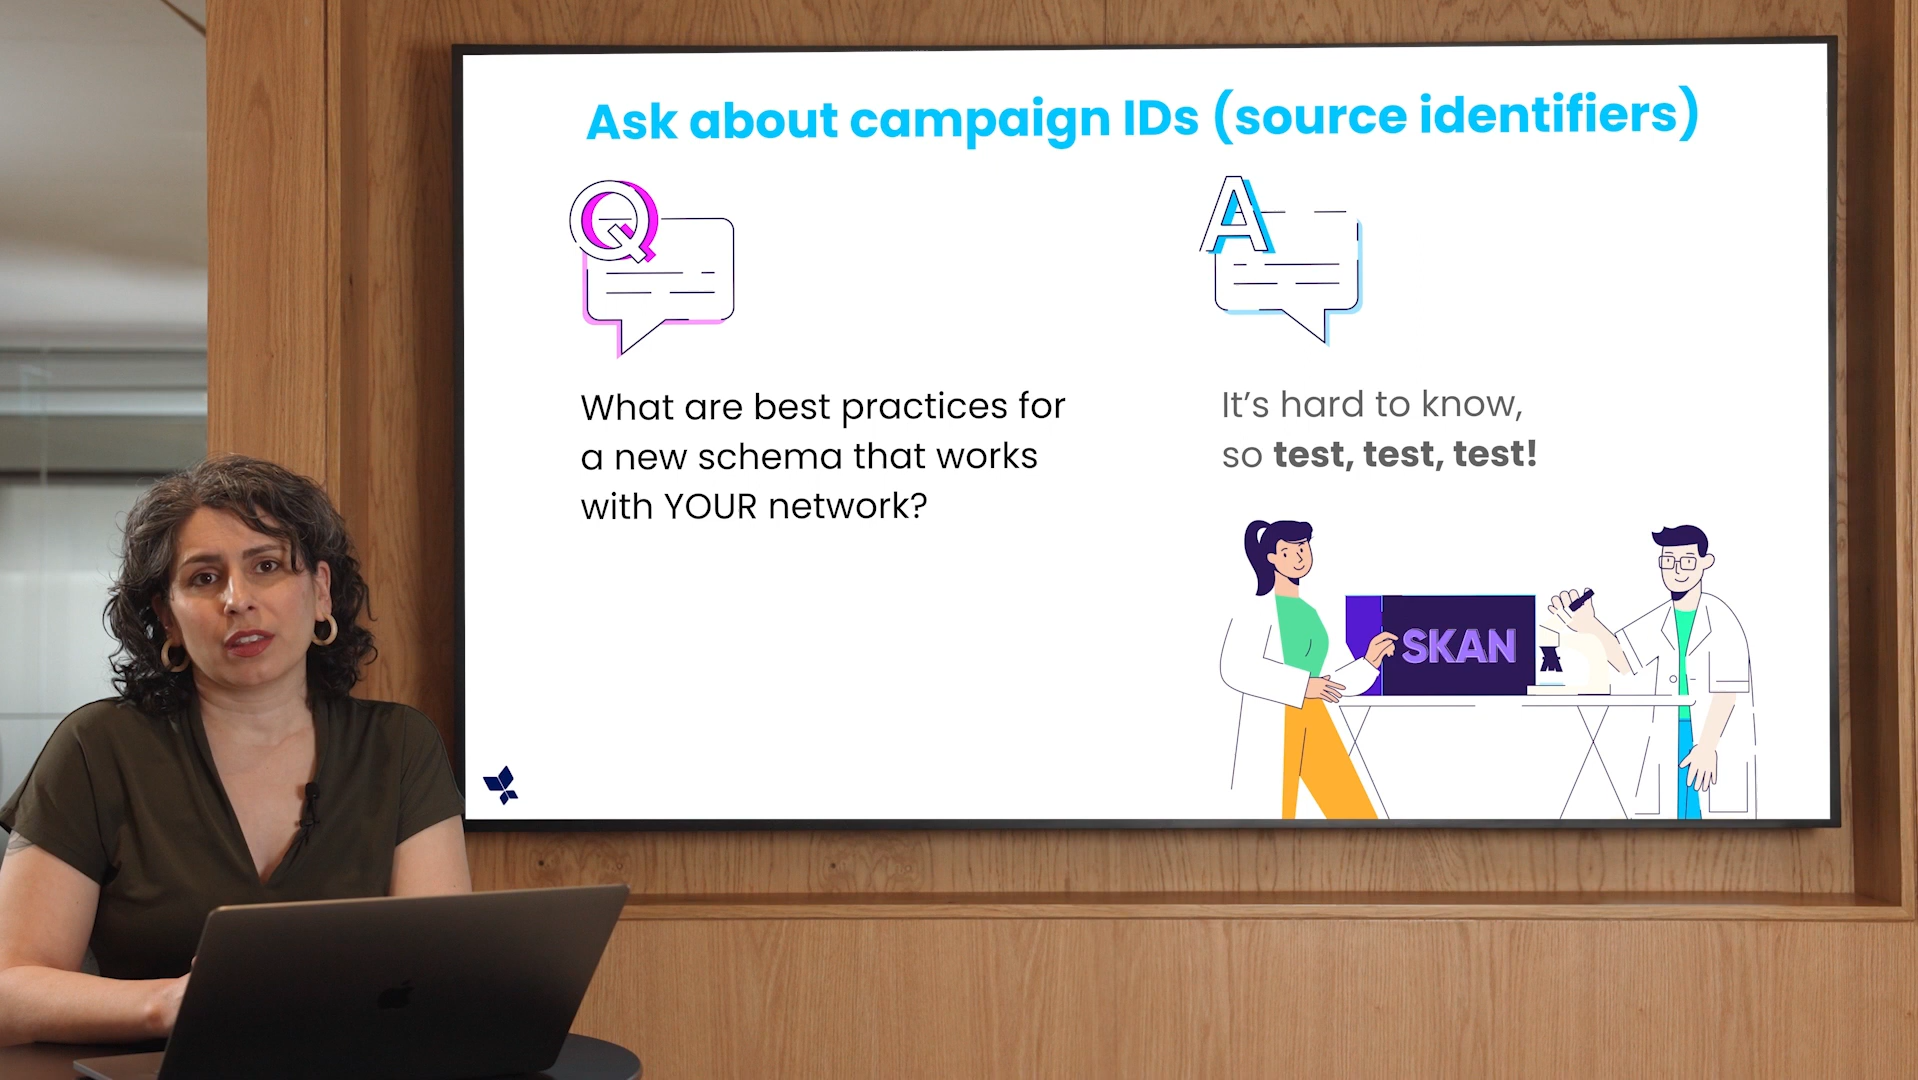 Ask about campaign IDs (source identifiers)
Q
What are best practices for
a new schema that works
with YOUR network?
A
It’s hard to know,
so test, test, test!
SKAN